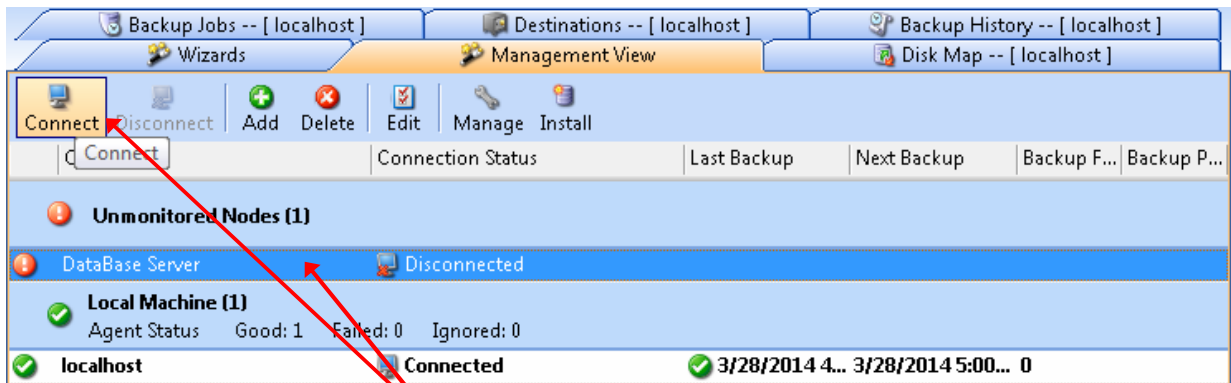 Backup Jobs -- [ localhost ] Destinations -- [ localhost ] Backup History -- [ localhost ]
Wizards Management View Disk Map -- [ localhost ]
Connect Disconnect Add Delete Edit Manage Install
Connect
Connection Status Last Backup Next Backup Backup F... Backup P...
Unmonitored Nodes (1)
DataBase Server Disconnected
Local Machine (1)
Agent Status Good: 1 Failed: 0 Ignored: 0
localhost Connected 3/28/2014 4... 3/28/2014 5:00... 0